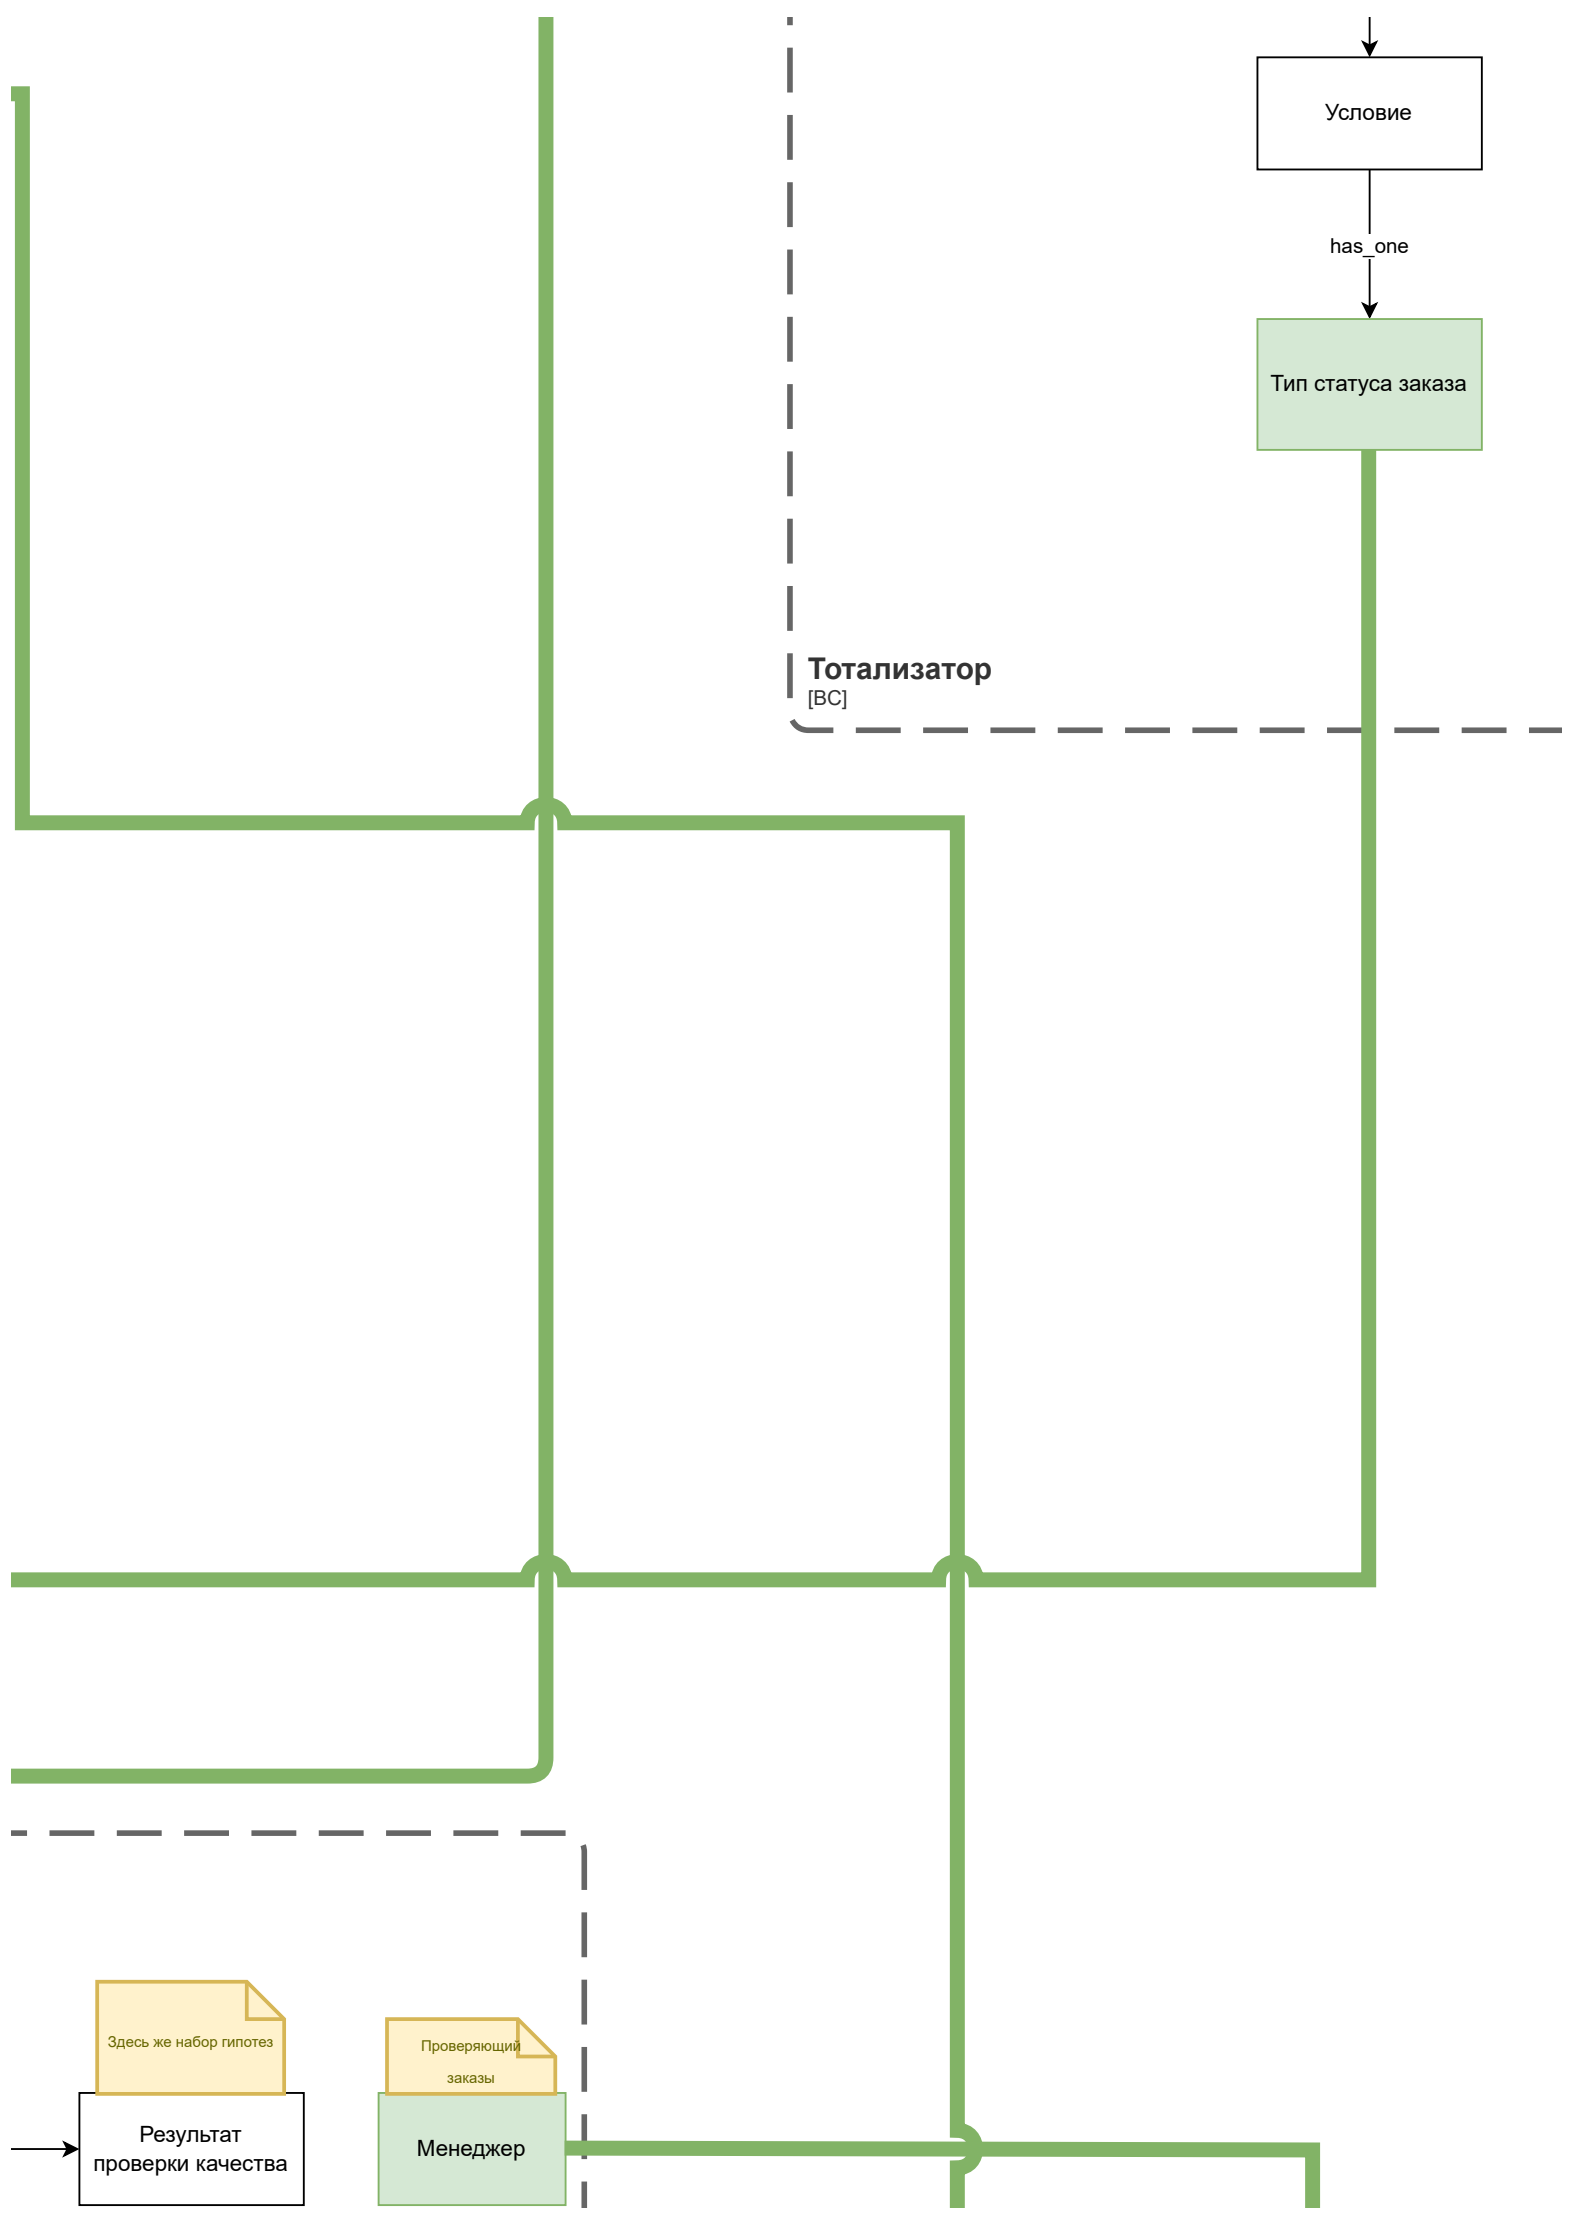 Условие
has_one
Тип статуса заказа
Тотализатор
[BC]
Здесь же набор гипотез
Проверяющий
заказы
Результат
проверки качества
Менеджер